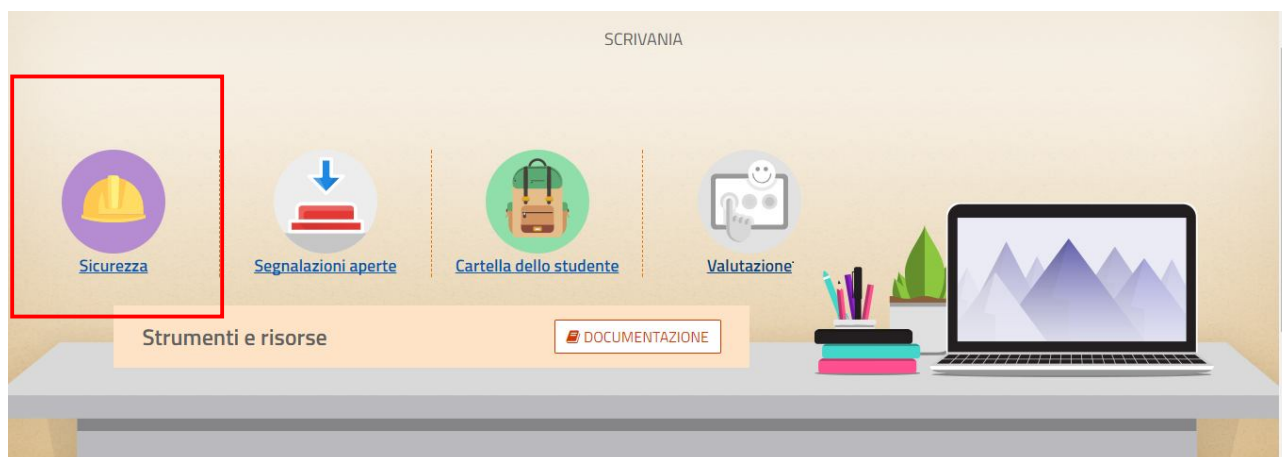 SCRIVANIA
Sicurezza
Segnalazioni aperte
Cartella dello studente
Valutazione
Strumenti e risorse
DOCUMENTAZIONE